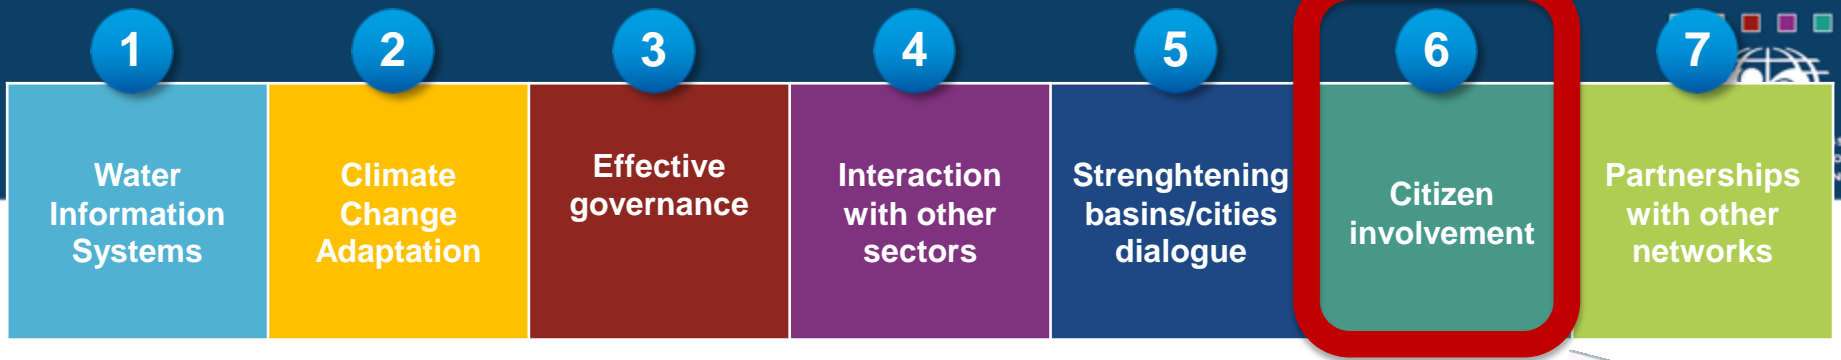 1
Water
Information
Systems
2
Climate
Change
Adaptation
3
Effective
governance
4
Interaction
with other
sectors
5
Strenghtening
basins/cities
dialogue
6
Citizen
involvement
7
Partnerships
with other
networks